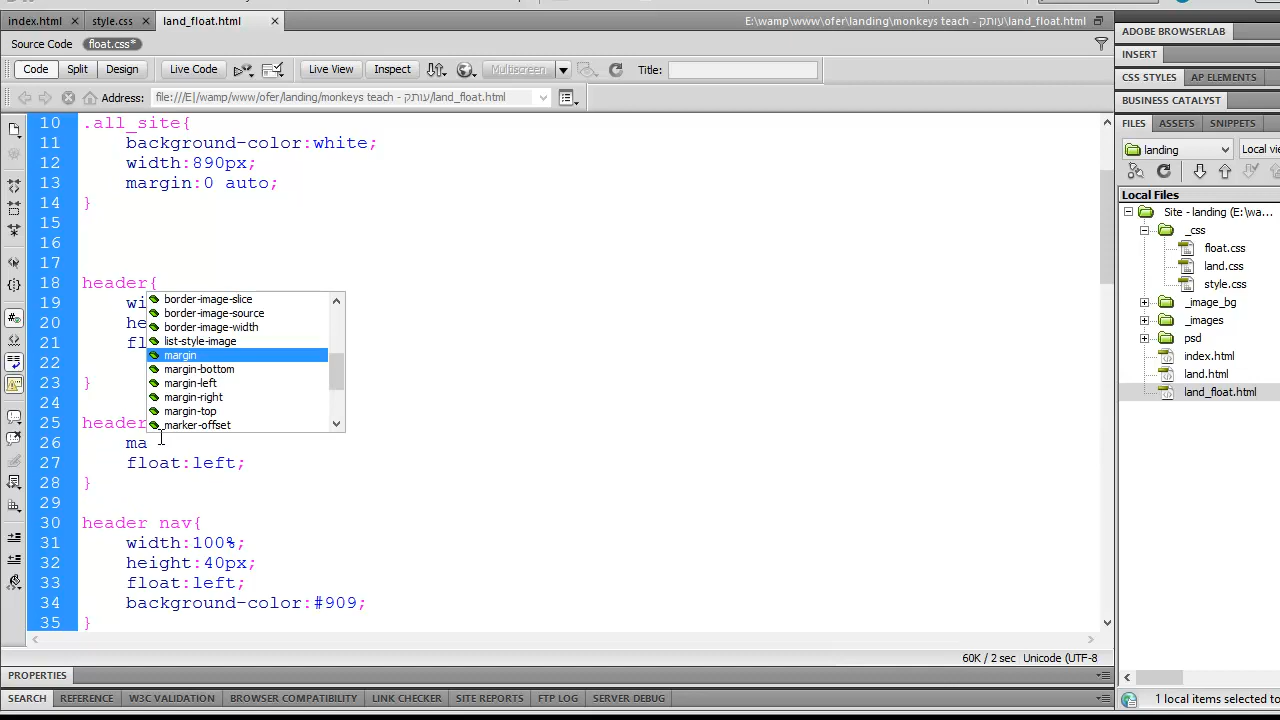 index.html style.css land_float.html E:\wamp\www\ofer\landing\monkeys teach - עותק\land_float.html
Source Code float.css*
Code Split Design Live Code Live View Inspect Multiscreen Title:
Address: file:///E|/wamp/www/ofer/landing/monkeys teach - עותק/land_float.html
10 .all_site{
11 background-color:white;
12 width:890px;
13 margin:0 auto;
14 }
15
16
17
18 header{
19 wi
20 he
21 fl
22
23 }
24
25 header
26 ma
27 float:left;
28 }
29
30 header nav{
31 width:100%;
32 height:40px;
33 float:left;
34 background-color:#909;
35 }
border-image-slice
border-image-source
border-image-width
list-style-image
margin
margin-bottom
margin-left
margin-right
margin-top
marker-offset
60K / 2 sec Unicode (UTF-8
PROPERTIES
SEARCH REFERENCE W3C VALIDATION BROWSER COMPATIBILITY LINK CHECKER SITE REPORTS FTP LOG SERVER DEBUG
ADOBE BROWSERLAB
INSERT
CSS STYLES AP ELEMENTS
BUSINESS CATALYST
FILES ASSETS SNIPPETS
landing Local vie
Local Files
Site - landing (E:\wa...
_css
float.css
land.css
style.css
_image_bg
_images
psd
index.html
land.html
land_float.html
1 local items selected to